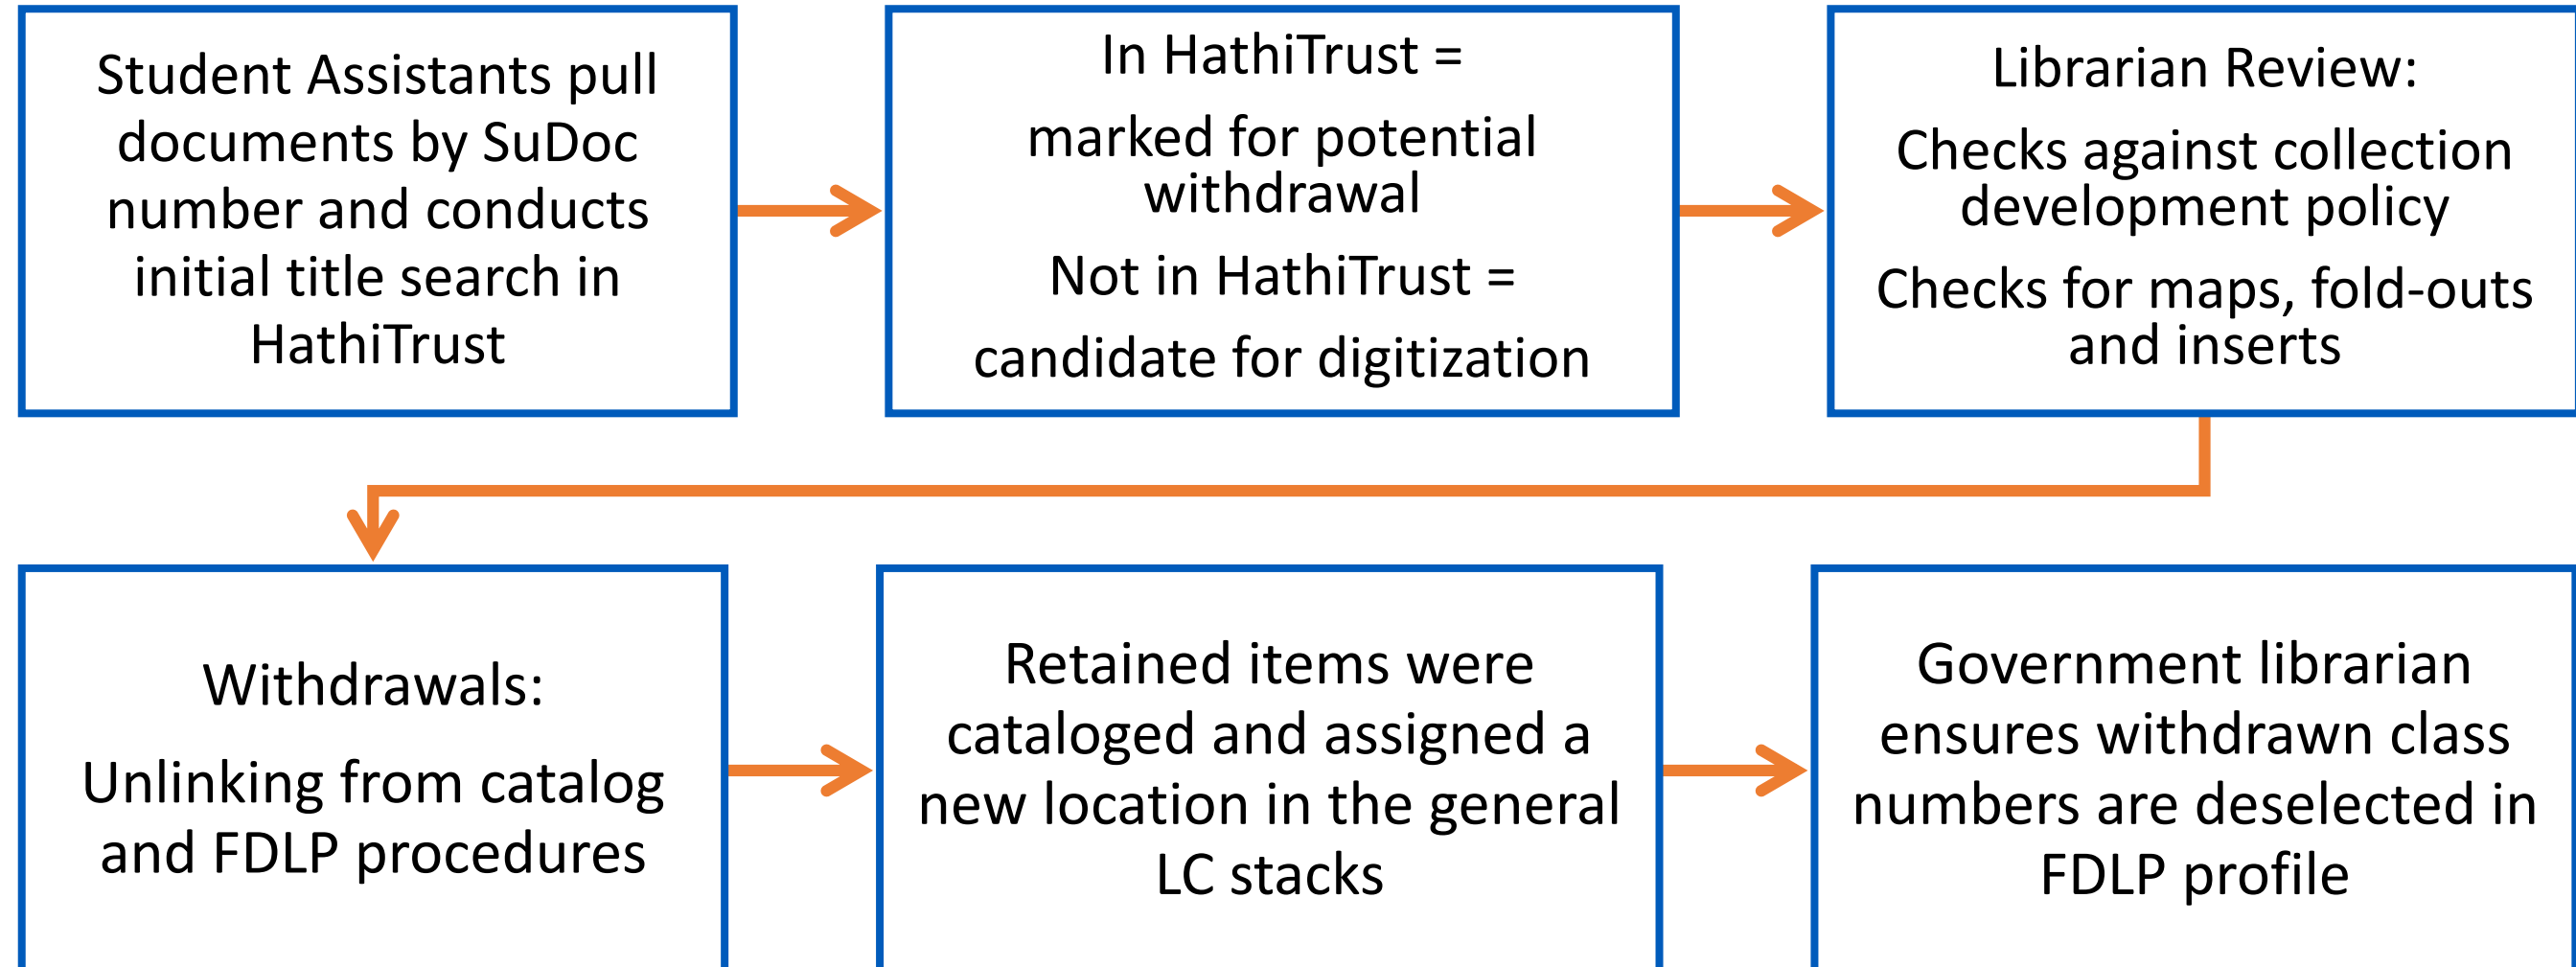 Student Assistants pull
documents by SuDoc
number and conducts
initial title search in
HathiTrust
In HathiTrust =
marked for potential
withdrawal
Not in HathiTrust =
candidate for digitization
Librarian Review:
Checks against collection
development policy
Checks for maps, fold-outs
and inserts
Withdrawals:
Unlinking from catalog
and FDLP procedures
Retained items were
cataloged and assigned a
new location in the general
LC stacks
Government librarian
ensures withdrawn class
numbers are deselected in
FDLP profile